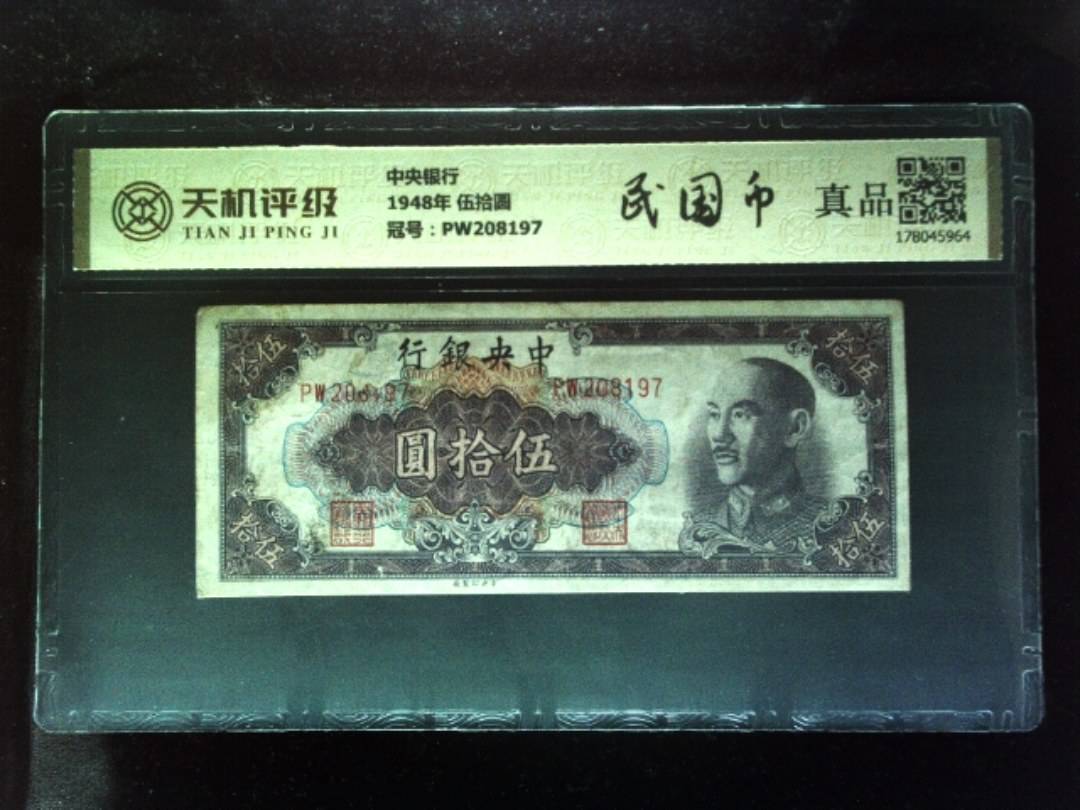 天机评级
TIAN JI PING JI
中央银行
1948年 伍拾圆
冠号：PW208197
民国币
真品
178045964
拾伍
行銀央中
拾伍
PW208197
PW208197
圓拾伍
拾伍
拾伍